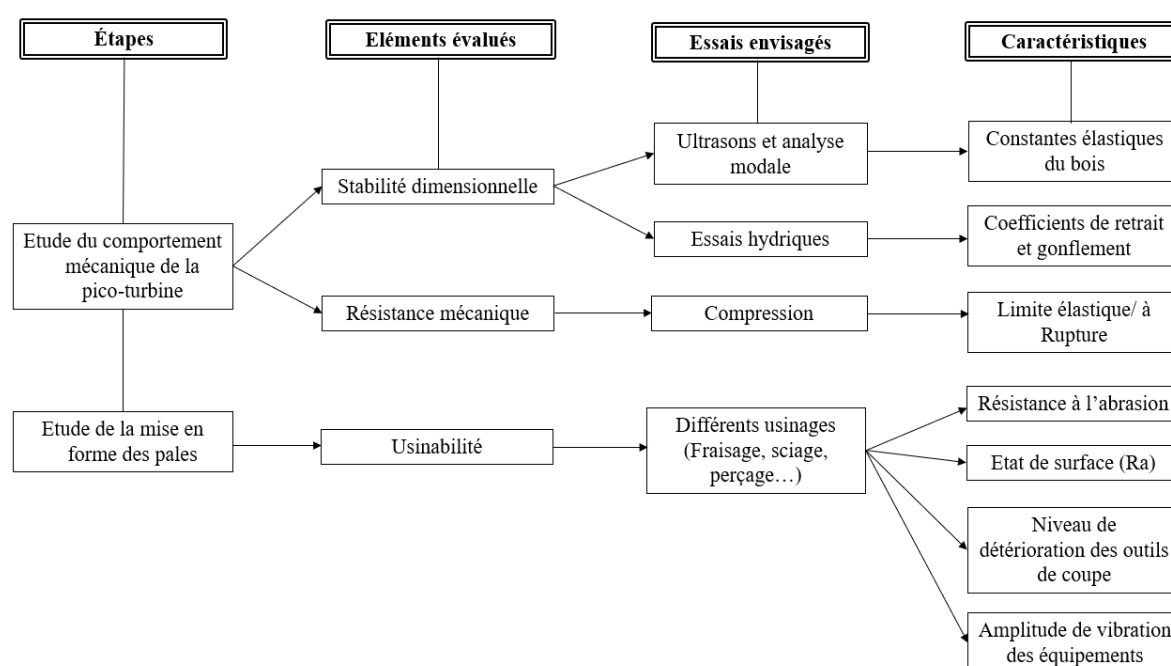 Étapes
Eléments évalués
Essais envisagés
Caractéristiques
Ultrasons et analyse
modale
Constantes élastiques
du bois
Stabilité dimensionnelle
Etude du comportement
mécanique de la
pico-turbine
Essais hydriques
Coefficients de retrait
et gonflement
Résistance mécanique
Compression
Limite élastique/ à
Rupture
Etude de la mise en
forme des pales
Usinabilité
Différents usinages
(Fraisage, sciage,
perçage…)
Résistance à l’abrasion
Etat de surface (Ra)
Niveau de
détérioration des outils
de coupe
Amplitude de vibration
des équipements